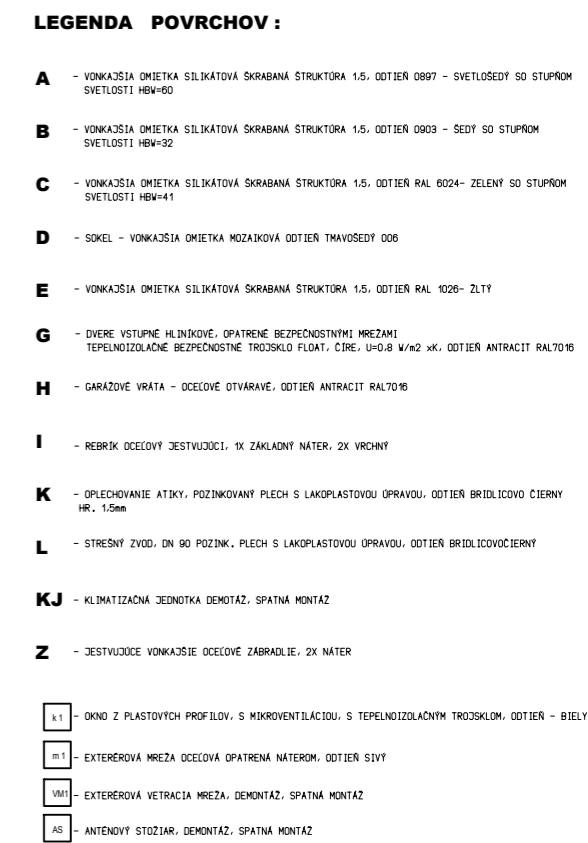 LEGENDA POVRCHOV :
A - VONKAJŠIA OMIETKA SILIKÁTOVÁ ŠKRABANÁ ŠTRUKTÚRA 1,5, ODTIEŇ 0897 - SVETLOŠEDÝ SO STUPŇOM
SVETLOSTI HBW=60
B - VONKAJŠIA OMIETKA SILIKÁTOVÁ ŠKRABANÁ ŠTRUKTÚRA 1,5, ODTIEŇ 0903 - ŠEDÝ SO STUPŇOM
SVETLOSTI HBW=32
C - VONKAJŠIA OMIETKA SILIKÁTOVÁ ŠKRABANÁ ŠTRUKTÚRA 1,5, ODTIEŇ RAL 6024- ZELENÝ SO STUPŇOM
SVETLOSTI HBW=41
D - SOKEL - VONKAJŠIA OMIETKA MOZAIKOVÁ ODTIEŇ TMAVOŠEDÝ 006
E - VONKAJŠIA OMIETKA SILIKÁTOVÁ ŠKRABANÁ ŠTRUKTÚRA 1,5, ODTIEŇ RAL 1026- ŽLTÝ
G - DVERE VSTUPNÉ HLINÍKOVÉ, OPATRENÉ BEZPEČNOSTNÝMI MREŽAMI
TEPELNOIZOLAČNÉ BEZPEČNOSTNÉ TROJSKLO FLOAT, ČÍRE, U=0.8 W/m2 xK, ODTIEŇ ANTRACIT RAL7016
H - GARÁŽOVÉ VRÁTA - OCEĽOVÉ OTVÁRAVÉ, ODTIEŇ ANTRACIT RAL7016
I - REBRÍK OCEĽOVÝ JESTVUJÚCI, 1X ZÁKLADNÝ NÁTER, 2X VRCHNÝ
K - OPLECHOVANIE ATIKY, POZINKOVANÝ PLECH S LAKOPLASTOVOU ÚPRAVOU, ODTIEŇ BRIDLICOVO ČIERNY
HR. 1,5mm
L - STREŠNÝ ZVOD, DN 90 POZINK. PLECH S LAKOPLASTOVOU ÚPRAVOU, ODTIEŇ BRIDLICOVOČIERNÝ
KJ - KLIMATIZAČNÁ JEDNOTKA DEMOTÁŽ, SPATNÁ MONTÁŽ
Z - JESTVUJÚCE VONKAJŠIE OCEĽOVÉ ZÁBRADLIE, 2X NÁTER
k1 - OKNO Z PLASTOVÝCH PROFILOV, S MIKROVENTILÁCIOU, S TEPELNOIZOLAČNÝM TROJSKLOM, ODTIEŇ - BIELY
m1 - EXTERÉROVÁ MREŽA OCEĽOVÁ OPATRENÁ NÁTEROM, ODTIEŇ SIVÝ
VM1 - EXTERÉROVÁ VETRACIA MREŽA, DEMONTÁŽ, SPATNÁ MONTÁŽ
AS - ANTÉNOVÝ STOŽIAR, DEMONTÁŽ, SPATNÁ MONTÁŽ